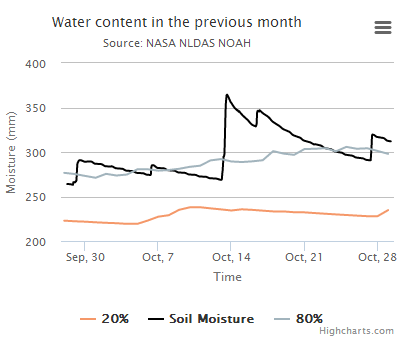 Water content in the previous month
Source: NASA NLDAS NOAH
Moisture (mm)
400
350
300
250
200
Sep, 30 Oct, 7 Oct, 14 Oct, 21 Oct, 28
Time
20% Soil Moisture 80%
Highcharts.com